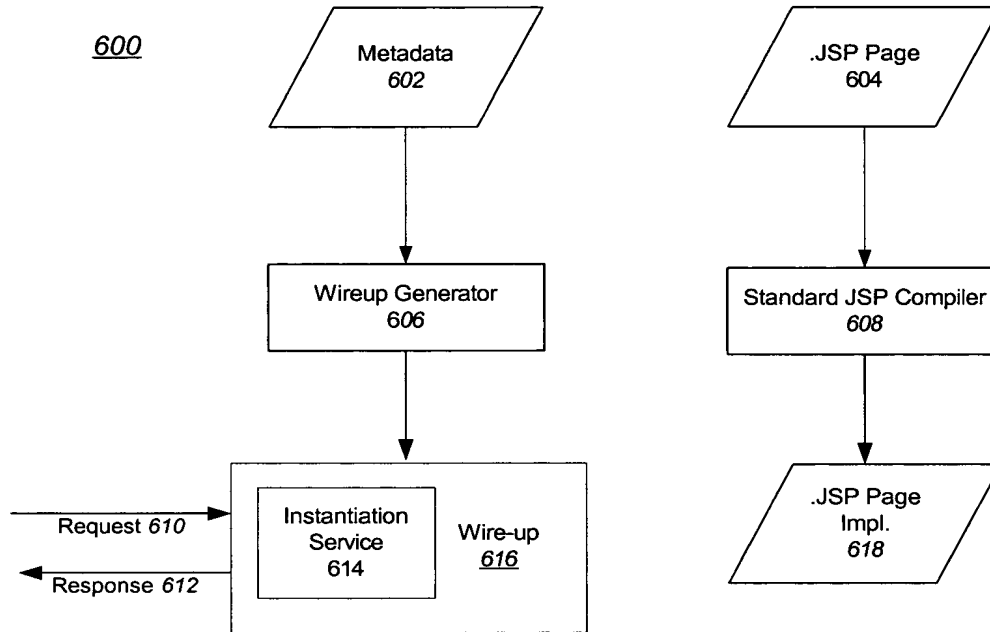 600
Metadata
602
.JSP Page
604
Wireup Generator
606
Standard JSP Compiler
608
Request 610
Response 612
Instantiation
Service
614
Wire-up
616
.JSP Page
Impl.
618